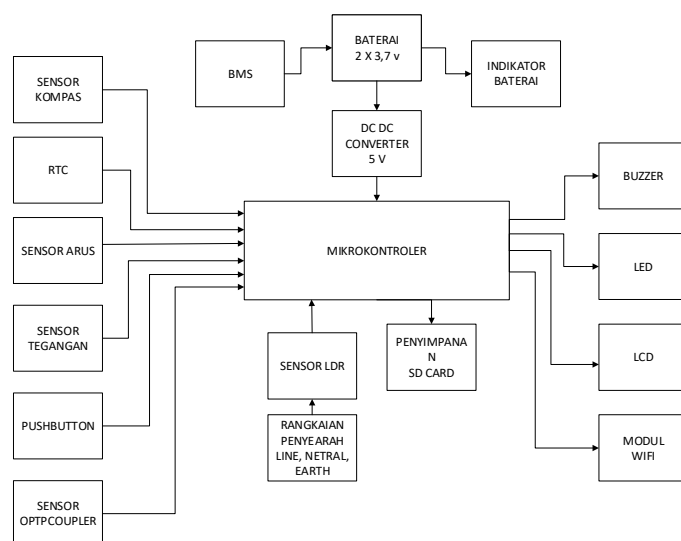 BATERAI
2 X 3,7 v
BMS
INDIKATOR
BATERAI
SENSOR
KOMPAS
DC DC
CONVERTER
5 V
RTC
BUZZER
SENSOR ARUS
MIKROKONTROLER
LED
SENSOR
TEGANGAN
SENSOR LDR
PENYIMPANA
N
SD CARD
LCD
PUSHBUTTON
RANGKAIAN
PENYEARAH
LINE, NETRAL,
EARTH
MODUL
WIFI
SENSOR
OPTPCOUPLER